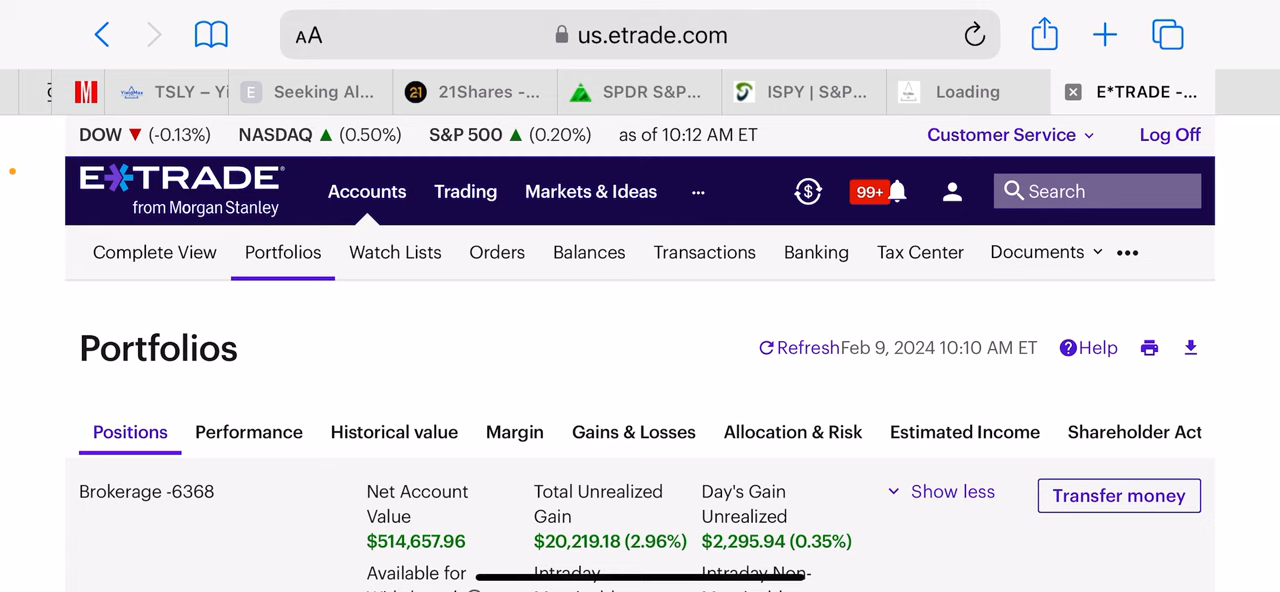 AA us.etrade.com
TSLY – Yi Seeking Al... 21 21Shares -... SPDR S&P... ISPY | S&P... Loading E*TRADE -...
DOW ▼ (-0.13%) NASDAQ ▲ (0.50%) S&P 500 ▲ (0.20%) as of 10:12 AM ET Customer Service Log Off
E*TRADE Accounts Trading Markets & Ideas ... 99+ Search
from Morgan Stanley
Complete View Portfolios Watch Lists Orders Balances Transactions Banking Tax Center Documents •••
Portfolios Refresh Feb 9, 2024 10:10 AM ET Help
Positions Performance Historical value Margin Gains & Losses Allocation & Risk Estimated Income Shareholder Act
Brokerage -6368 Net Account Total Unrealized Day's Gain Show less Transfer money
Value Gain Unrealized
$514,657.96 $20,219.18 (2.96%) $2,295.94 (0.35%)
Available for Intraday Intraday Non-